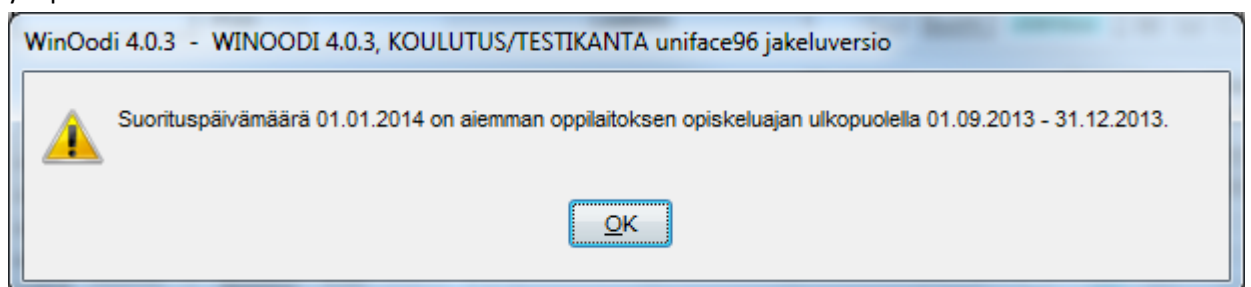 WinOodi 4.0.3 - WINOODI 4.0.3, KOULUTUS/TESTIKANTA uniface96 jakeluversio
Suorituspäivämäärä 01.01.2014 on aiemman oppilaitoksen opiskeluajan ulkopuolella 01.09.2013 - 31.12.2013.
OK